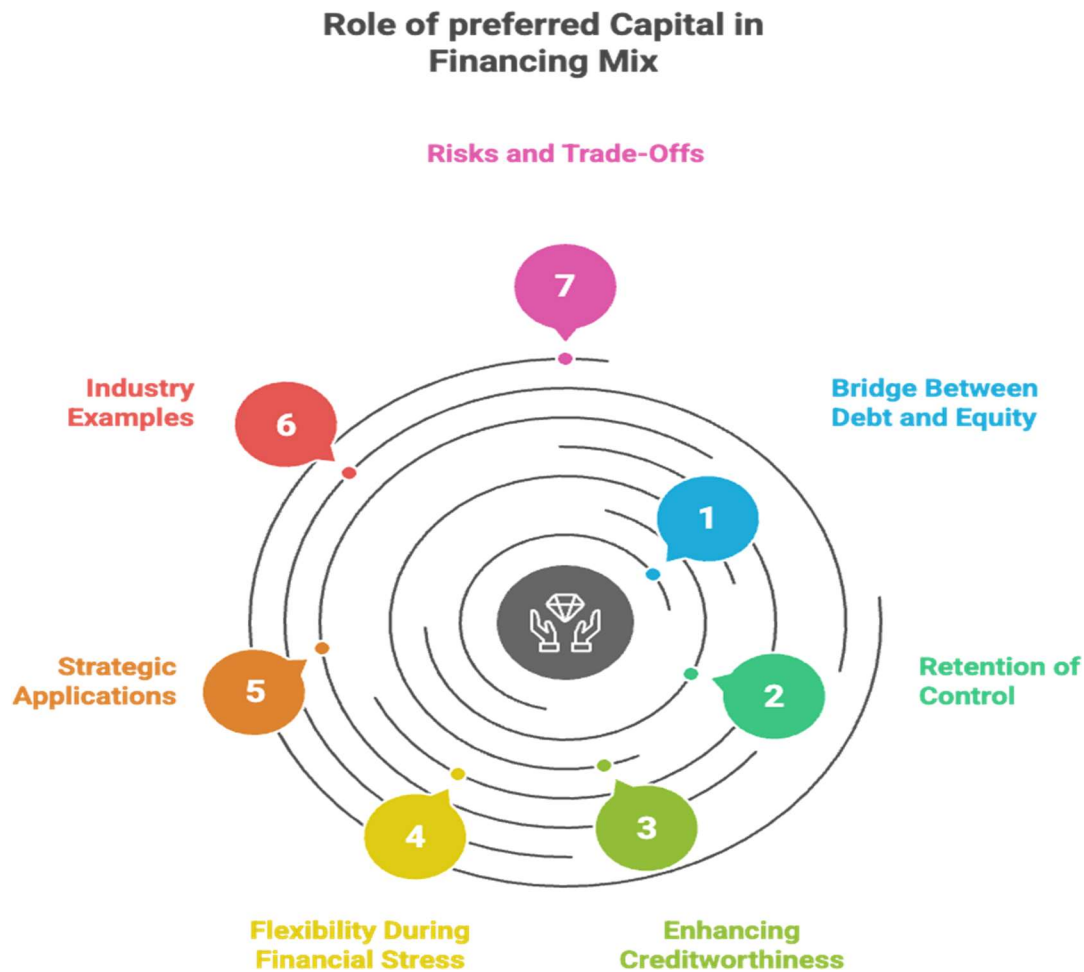 Role of preferred Capital in
Financing Mix
Risks and Trade-Offs
7
Industry
Examples
6
Bridge Between
Debt and Equity
1
Strategic
Applications
5
Retention of
Control
2
4
3
Flexibility During
Financial Stress
Enhancing
Creditworthiness